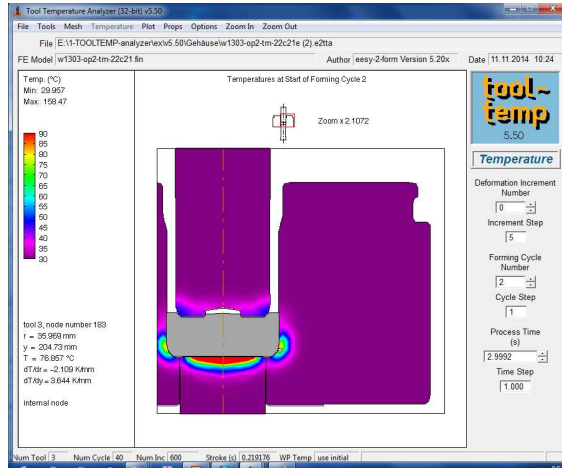 Tool Temperature Analyzer (32-bit) v5.50
File Tools Mesh Temperature Plot Props Options Zoom In Zoom Out
File E:\1-TOOLTEMP-analyzer\ex\v5.50\Gehäuse\w1303-op2-tm-22c21e (2).e2tta
FE Model w1303-op2-tm-22c21.fin Author eesy-2-form Version 5.20x Date 11.11.2014 10:24
Temp. (°C)
Min: 29.957
Max: 158.47
Temperatures at Start of Forming Cycle 2
Zoom x 2.1072
90
85
80
75
70
65
60
55
50
45
40
35
30
tool 3, node number 183
r = 35.969 mm
y = 204.73 mm
T = 76.857 °C
dT/dr = -2.109 K/mm
dT/dy = 3.644 K/mm
internal node
tool~
temp
5.50
Temperature
Deformation Increment
Number
0
Increment Step
5
Forming Cycle
Number
2
Cycle Step
1
Process Time
(s)
2.9992
Time Step
1.000
Num Tool 3 Num Cycle 40 Num Inc 600 Stroke (s) 0.219176 WP Temp use initial